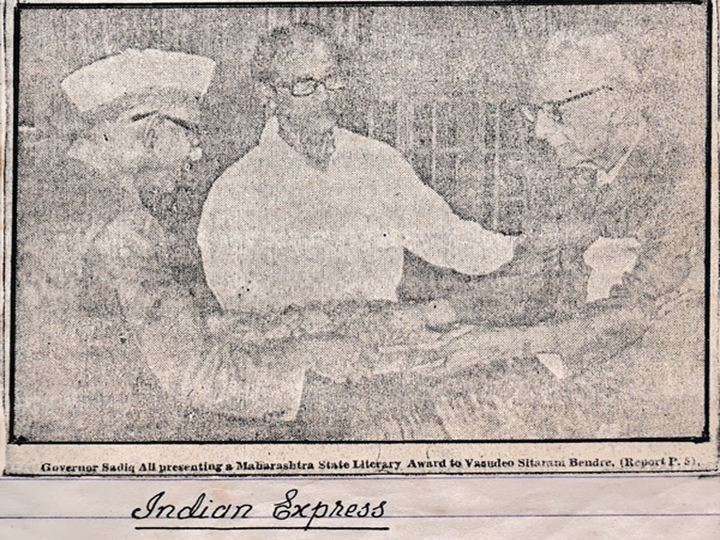 Governor Sadiq Ali presenting a Maharashtra State Literary Award to Vasudeo Sitaram Bendre. (Report P. 5).
Indian Express